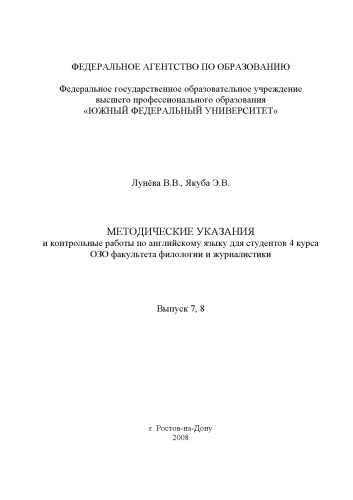 ФЕДЕРАЛЬНОЕ АГЕНТСТВО ПО ОБРАЗОВАНИЮ
Федеральное государственное образовательное учреждение
высшего профессионального образования
«ЮЖНЫЙ ФЕДЕРАЛЬНЫЙ УНИВЕРСИТЕТ»
Лунёва В.В., Якуба Э.В.
МЕТОДИЧЕСКИЕ УКАЗАНИЯ
и контрольные работы по английскому языку для студентов 4 курса
ОЗО факультета филологии и журналистики
Выпуск 7, 8
г. Ростов-на-Дону
2008